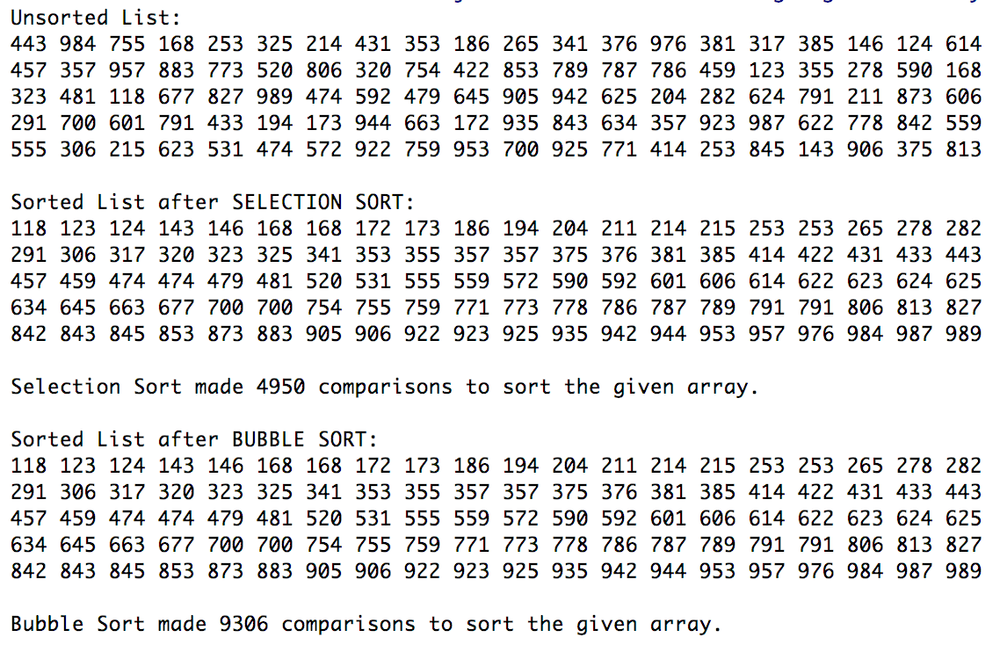 Unsorted List:
443 984 755 168 253 325 214 431 353 186 265 341 376 976 381 317 385 146 124 614
457 357 957 883 773 520 806 320 754 422 853 789 787 786 459 123 355 278 590 168
323 481 118 677 827 989 474 592 479 645 905 942 625 204 282 624 791 211 873 606
291 700 601 791 433 194 173 944 663 172 935 843 634 357 923 987 622 778 842 559
555 306 215 623 531 474 572 922 759 953 700 925 771 414 253 845 143 906 375 813
Sorted List after SELECTION SORT:
118 123 124 143 146 168 168 172 173 186 194 204 211 214 215 253 253 265 278 282
291 306 317 320 323 325 341 353 355 357 357 375 376 381 385 414 422 431 433 443
457 459 474 474 479 481 520 531 555 559 572 590 592 601 606 614 622 623 624 625
634 645 663 677 700 700 754 755 759 771 773 778 786 787 789 791 791 806 813 827
842 843 845 853 873 883 905 906 922 923 925 935 942 944 953 957 976 984 987 989
Selection Sort made 4950 comparisons to sort the given array.
Sorted List after BUBBLE SORT:
118 123 124 143 146 168 168 172 173 186 194 204 211 214 215 253 253 265 278 282
291 306 317 320 323 325 341 353 355 357 357 375 376 381 385 414 422 431 433 443
457 459 474 474 479 481 520 531 555 559 572 590 592 601 606 614 622 623 624 625
634 645 663 677 700 700 754 755 759 771 773 778 786 787 789 791 791 806 813 827
842 843 845 853 873 883 905 906 922 923 925 935 942 944 953 957 976 984 987 989
Bubble Sort made 9306 comparisons to sort the given array.